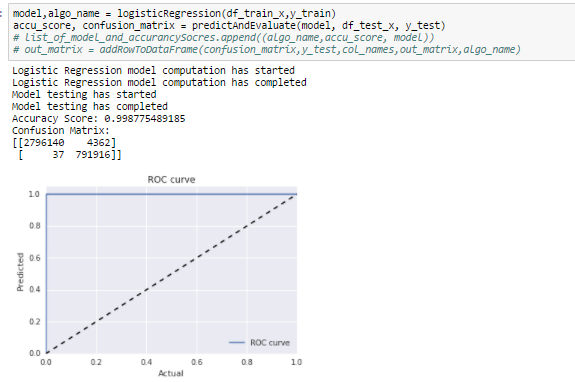 model,algo_name = logisticRegression(df_train_x,y_train)
accu_score, confusion_matrix = predictAndEvaluate(model, df_test_x, y_test)
# list_of_model_and_accurancySocres.append((algo_name,accu_score, model))
# out_matrix = addRowToDataFrame(confusion_matrix,y_test,col_names,out_matrix,algo_name)
Logistic Regression model computation has started
Logistic Regression model computation has completed
Model testing has started
Model testing has completed
Accuracy Score: 0.998775489185
Confusion Matrix:
[[2796140 4362]
[ 37 791916]]
ROC curve
1.0
0.8
0.6
0.4
0.2
0.0
Predicted
ROC curve
0.0 0.2 0.4 0.6 0.8 1.0
Actual